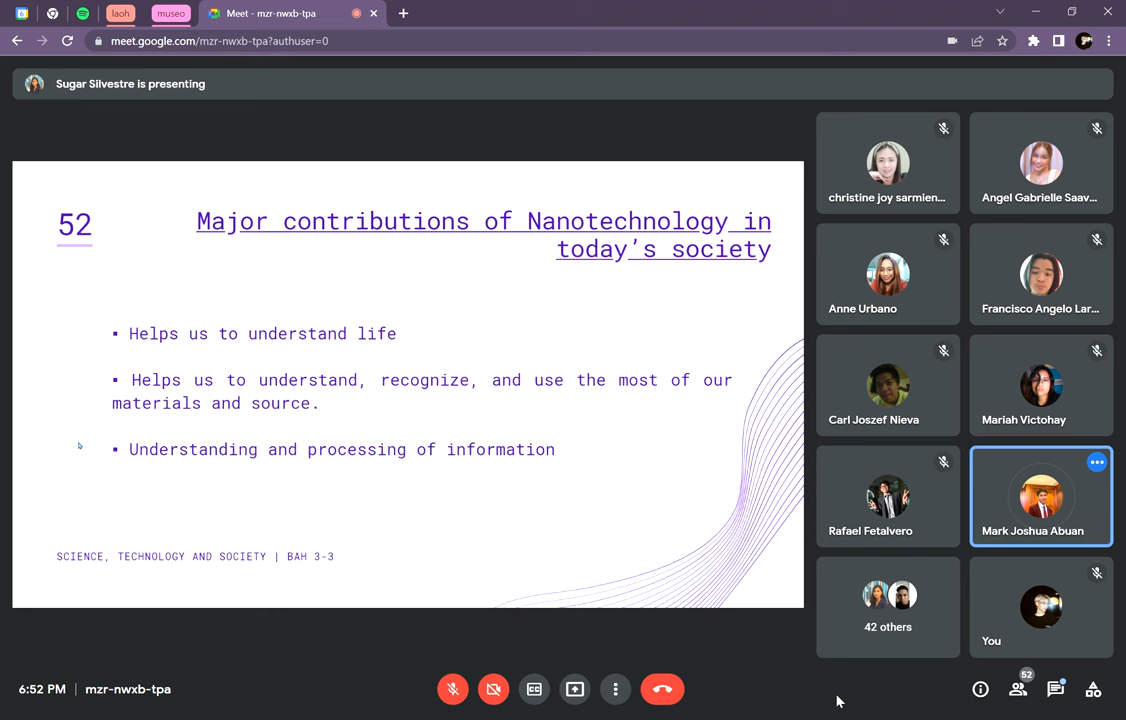 6
laoh
museo
Meet - mzr-nwxb-tpa
meet.google.com/mzr-nwxb-tpa?authuser=0
Sugar Silvestre is presenting
52
Major contributions of Nanotechnology in
today’s society
▪ Helps us to understand life
▪ Helps us to understand, recognize, and use the most of our
materials and source.
▪ Understanding and processing of information
SCIENCE, TECHNOLOGY AND SOCIETY | BAH 3-3
christine joy sarmien...
Angel Gabrielle Saav...
Anne Urbano
Francisco Angelo Lar...
Carl Joszef Nieva
Mariah Victohay
Rafael Fetalvero
Mark Joshua Abuan
42 others
You
6:52 PM | mzr-nwxb-tpa
CC
52